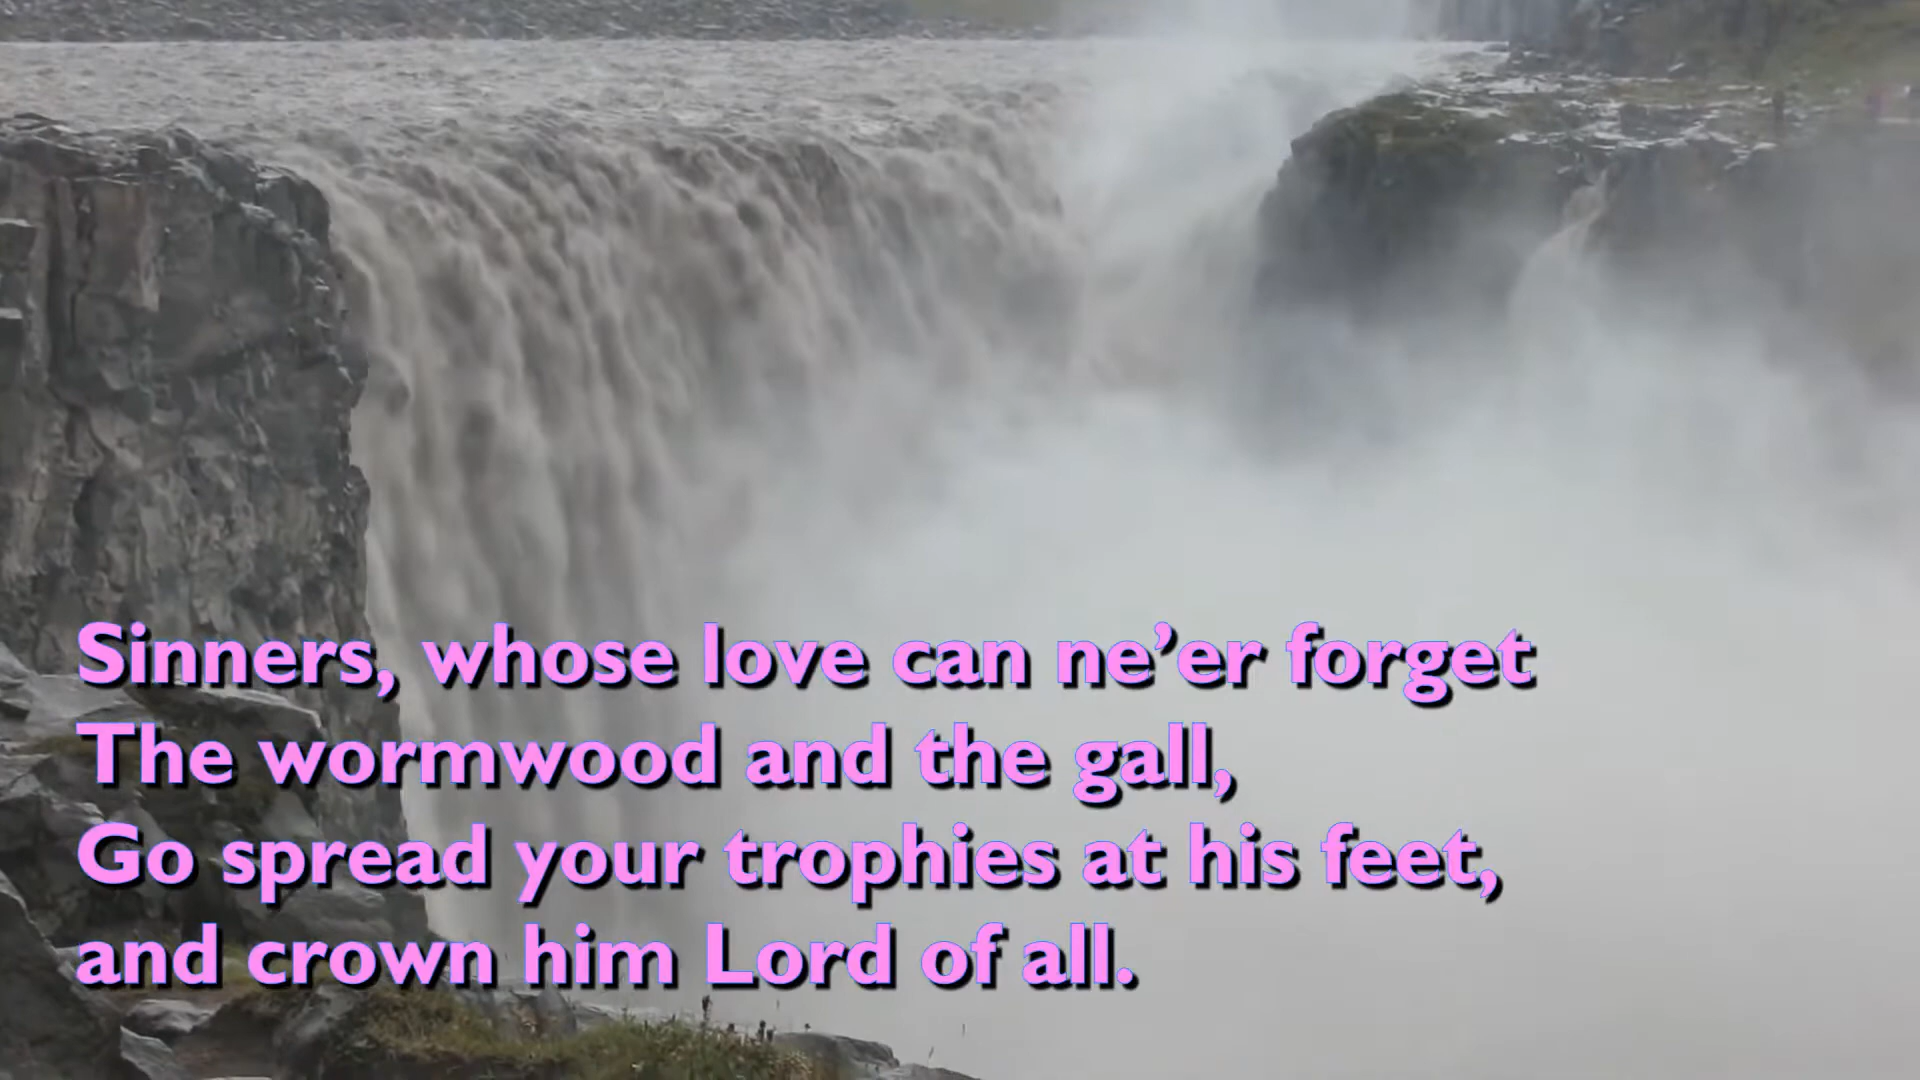 Sinners, whose love can ne’er forget
The wormwood and the gall,
Go spread your trophies at his feet,
and crown him Lord of all.